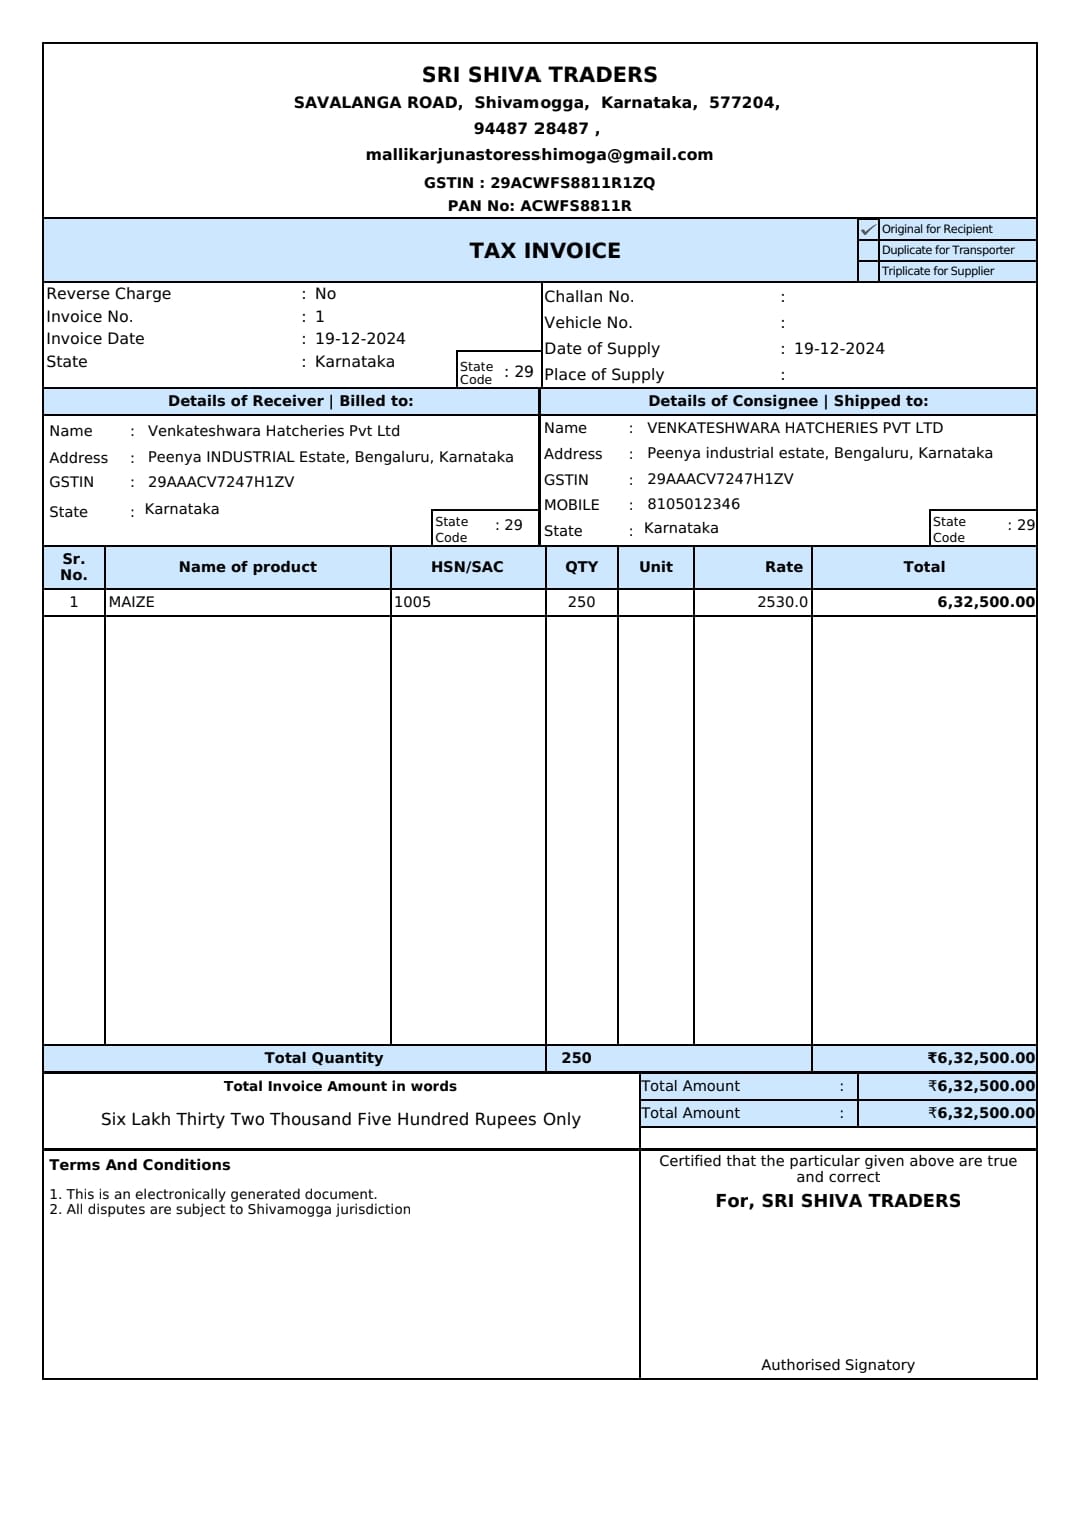 SRI SHIVA TRADERS
SAVALANGA ROAD, Shivamogga, Karnataka, 577204,
94487 28487 ,
mallikarjunastoresshimoga@gmail.com
GSTIN : 29ACWFS8811R1ZQ
PAN No: ACWFS8811R
TAX INVOICE
Original for Recipient
Duplicate for Transporter
Triplicate for Supplier
Reverse Charge : No
Invoice No. : 1
Invoice Date : 19-12-2024
State : Karnataka
State Code : 29
Challan No. :
Vehicle No. :
Date of Supply : 19-12-2024
Place of Supply :
Details of Receiver | Billed to:
Name : Venkateshwara Hatcheries Pvt Ltd
Address : Peenya INDUSTRIAL Estate, Bengaluru, Karnataka
GSTIN : 29AAACV7247H1ZV
State : Karnataka
State Code : 29
Details of Consignee | Shipped to:
Name : VENKATESHWARA HATCHERIES PVT LTD
Address : Peenya industrial estate, Bengaluru, Karnataka
GSTIN : 29AAACV7247H1ZV
MOBILE : 8105012346
State : Karnataka
State Code : 29
Sr. No. Name of product HSN/SAC QTY Unit Rate Total
1 MAIZE 1005 250 2530.0 6,32,500.00
Total Quantity 250 ₹6,32,500.00
Total Invoice Amount in words
Six Lakh Thirty Two Thousand Five Hundred Rupees Only
Total Amount : ₹6,32,500.00
Total Amount : ₹6,32,500.00
Terms And Conditions
1. This is an electronically generated document.
2. All disputes are subject to Shivamogga jurisdiction
Certified that the particular given above are true
and correct
For, SRI SHIVA TRADERS
Authorised Signatory